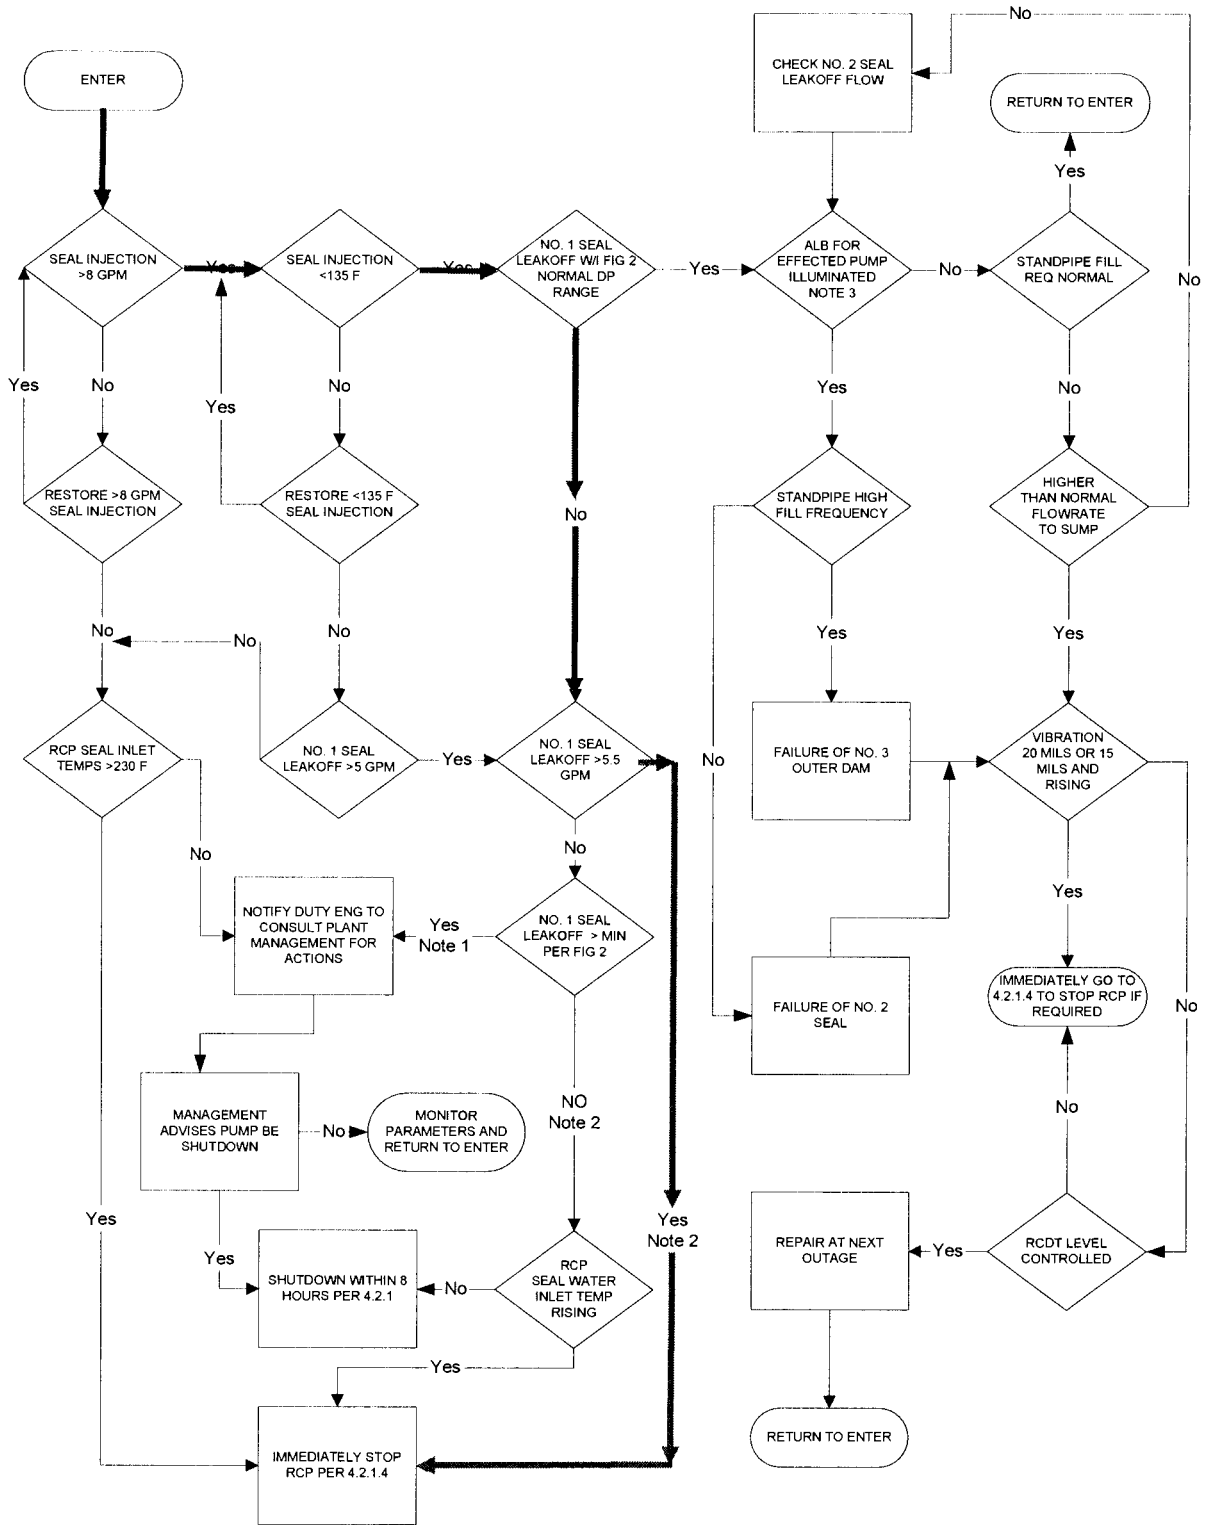 No
ENTER
CHECK NO. 2 SEAL
LEAKOFF FLOW
RETURN TO ENTER
Yes
SEAL INJECTION
>8 GPM
Yes
SEAL INJECTION
<135 F
Yes
NO. 1 SEAL
LEAKOFF W/I FIG 2
NORMAL DP
RANGE
Yes
ALB FOR
EFFECTED PUMP
ILLUMINATED
NOTE 3
No
STANDPIPE FILL
REQ NORMAL
No
Yes
No
Yes
No
Yes
No
RESTORE >8 GPM
SEAL INJECTION
RESTORE <135 F
SEAL INJECTION
No
STANDPIPE HIGH
FILL FREQUENCY
HIGHER
THAN NORMAL
FLOWRATE
TO SUMP
No
No
No
Yes
Yes
RCP SEAL INLET
TEMPS >230 F
NO. 1 SEAL
LEAKOFF >5 GPM
Yes
NO. 1 SEAL
LEAKOFF >5.5
GPM
No
FAILURE OF NO. 3
OUTER DAM
VIBRATION
20 MILS OR 15
MILS AND
RISING
No
No
Yes
NOTIFY DUTY ENG TO
CONSULT PLANT
MANAGEMENT FOR
ACTIONS
Yes
Note 1
NO. 1 SEAL
LEAKOFF > MIN
PER FIG 2
FAILURE OF NO. 2
SEAL
IMMEDIATELY GO TO
4.2.1.4 TO STOP RCP IF
REQUIRED
No
MANAGEMENT
ADVISES PUMP BE
SHUTDOWN
No
MONITOR
PARAMETERS AND
RETURN TO ENTER
NO
Note 2
No
Yes
Yes
SHUTDOWN WITHIN 8
HOURS PER 4.2.1
No
RCP
SEAL WATER
INLET TEMP
RISING
Yes
Note 2
REPAIR AT NEXT
OUTAGE
Yes
RCDT LEVEL
CONTROLLED
Yes
IMMEDIATELY STOP
RCP PER 4.2.1.4
RETURN TO ENTER